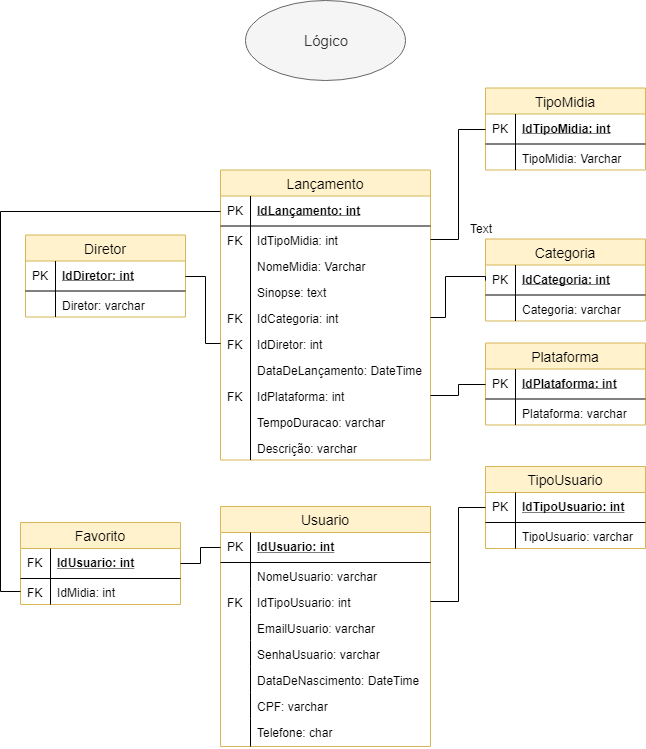 Lógico
TipoMidia
PK IdTipoMidia: int
TipoMidia: Varchar
Lançamento
PK IdLançamento: int
FK IdTipoMidia: int
NomeMidia: Varchar
Sinopse: text
FK IdCategoria: int
FK IdDiretor: int
DataDeLançamento: DateTime
FK IdPlataforma: int
TempoDuracao: varchar
Descrição: varchar
Text
Diretor
PK IdDiretor: int
Diretor: varchar
Categoria
PK IdCategoria: int
Categoria: varchar
Plataforma
PK IdPlataforma: int
Plataforma: varchar
TipoUsuario
PK IdTipoUsuario: int
TipoUsuario: varchar
Favorito
FK IdUsuario: int
FK IdMidia: int
Usuario
PK IdUsuario: int
NomeUsuario: varchar
FK IdTipoUsuario: int
EmailUsuario: varchar
SenhaUsuario: varchar
DataDeNascimento: DateTime
CPF: varchar
Telefone: char